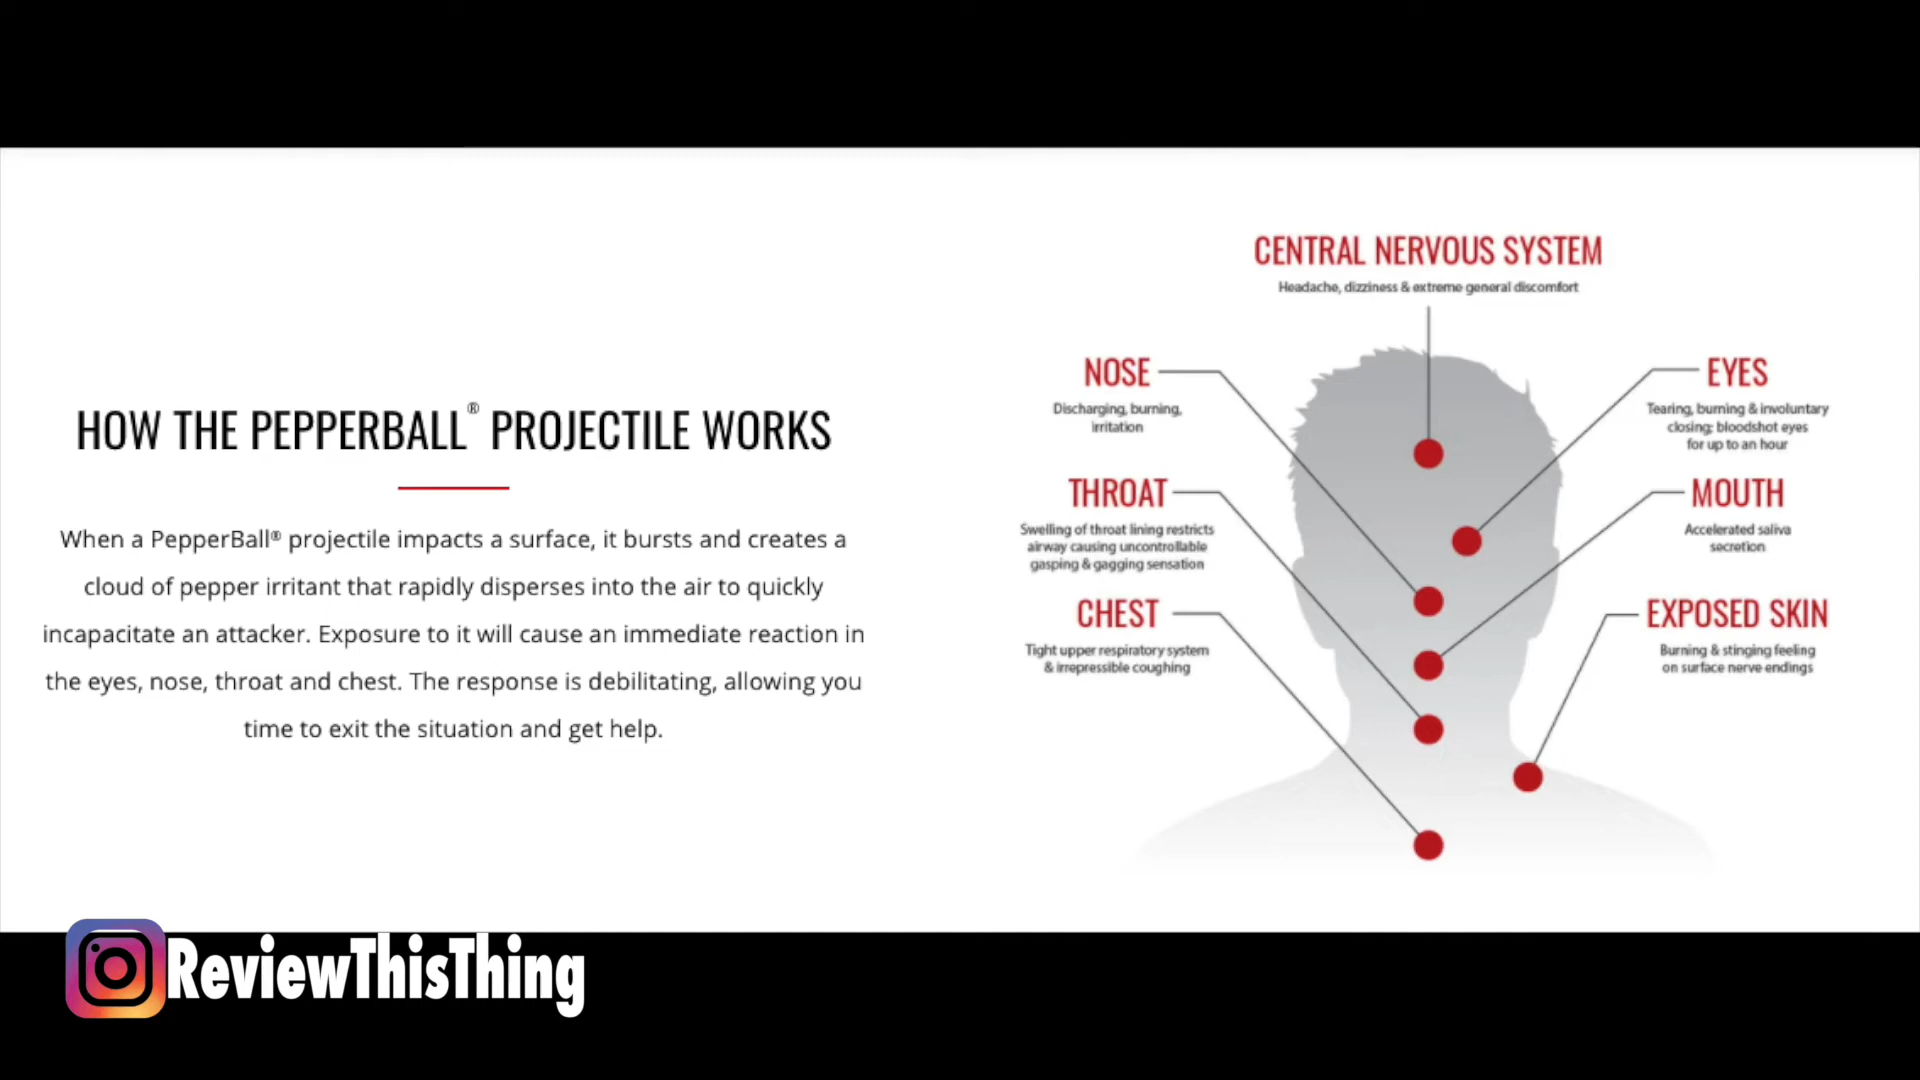 HOW THE PEPPERBALL® PROJECTILE WORKS
When a PepperBall® projectile impacts a surface, it bursts and creates a
cloud of pepper irritant that rapidly disperses into the air to quickly
incapacitate an attacker. Exposure to it will cause an immediate reaction in
the eyes, nose, throat and chest. The response is debilitating, allowing you
time to exit the situation and get help.
CENTRAL NERVOUS SYSTEM
Headache, dizziness & extreme general discomfort
NOSE
Discharging, burning,
irritation
THROAT
Swelling of throat lining restricts
airway causing uncontrollable
gasping & gagging sensation
CHEST
Tight upper respiratory system
& irrepressible coughing
EYES
Tearing, burning & involuntary
closing; bloodshot eyes
for up to an hour
MOUTH
Accelerated saliva
secretion
EXPOSED SKIN
Burning & stinging feeling
on surface nerve endings
ReviewThisThing